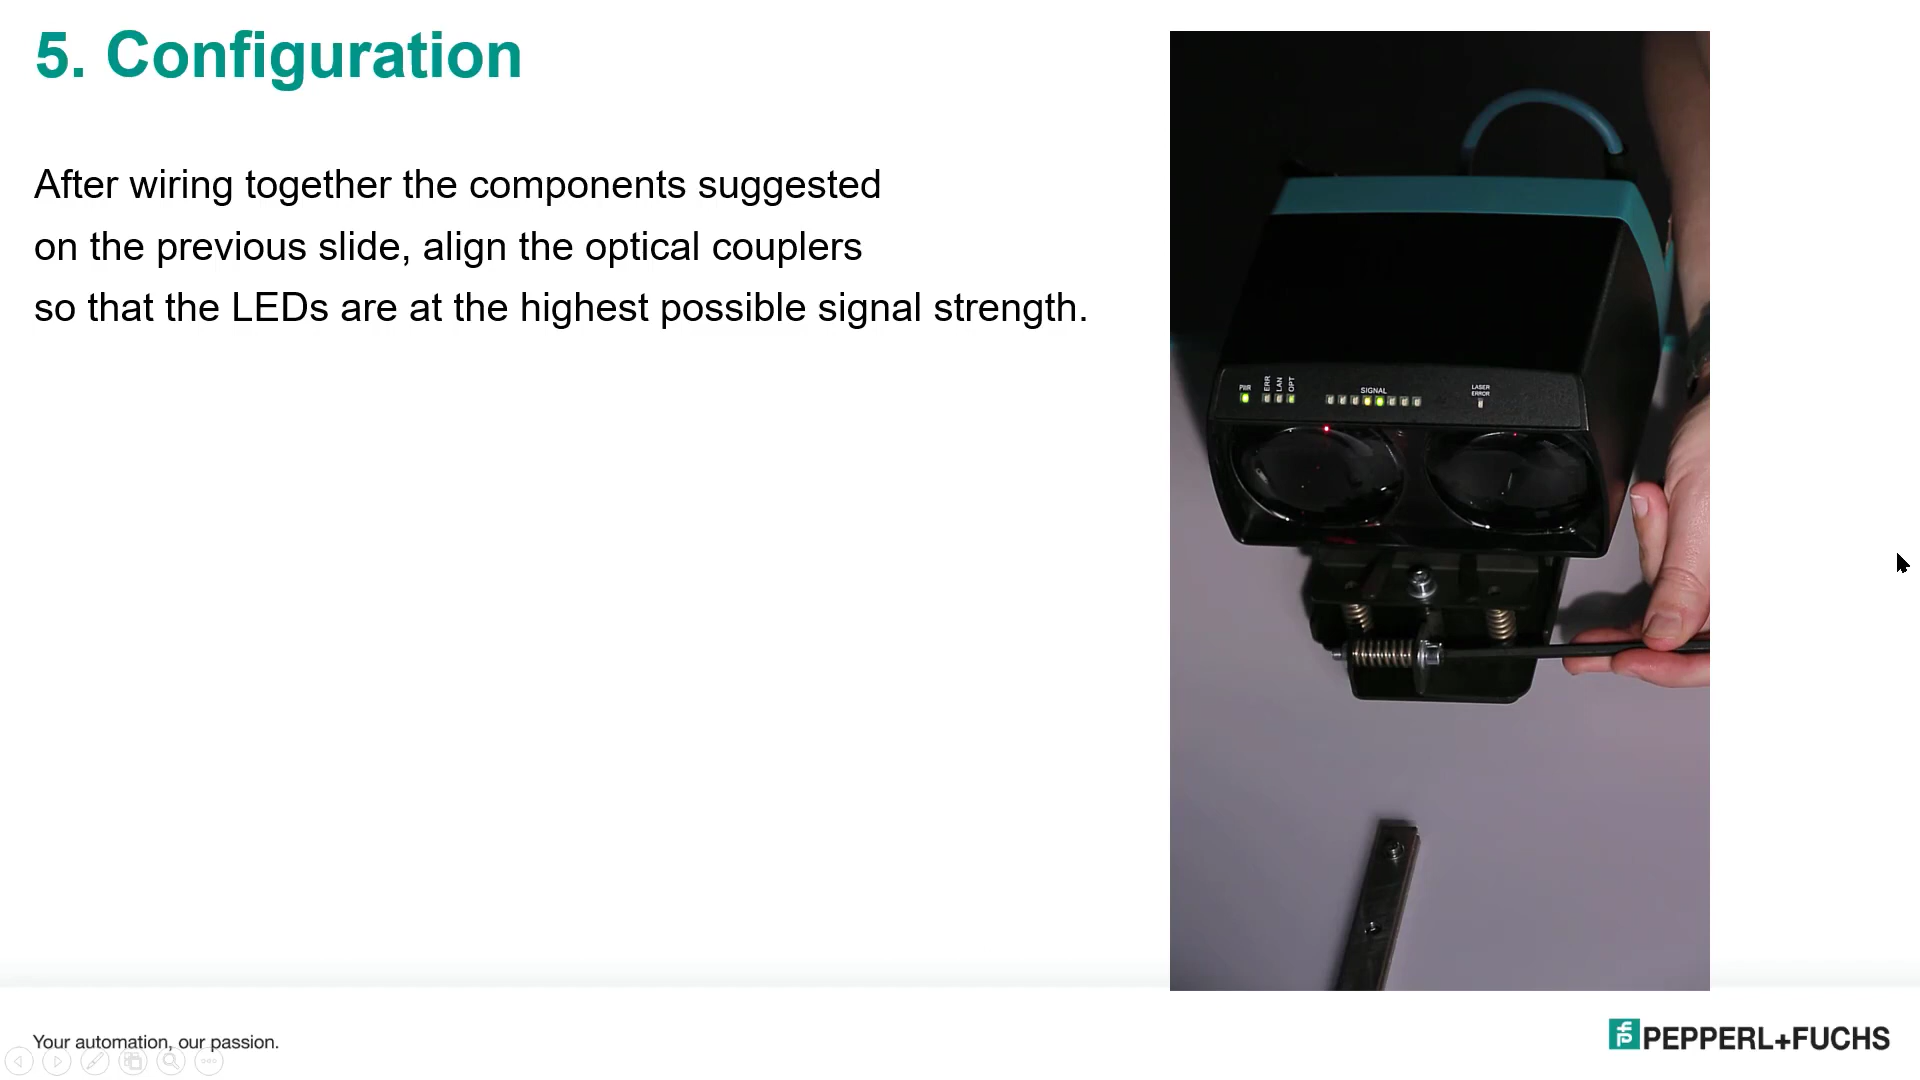 5. Configuration
After wiring together the components suggested
on the previous slide, align the optical couplers
so that the LEDs are at the highest possible signal strength.
PWR
ERR
LAN
OPT
SIGNAL
LASER
ERROR
Your automation, our passion.
PEPPERL+FUCHS